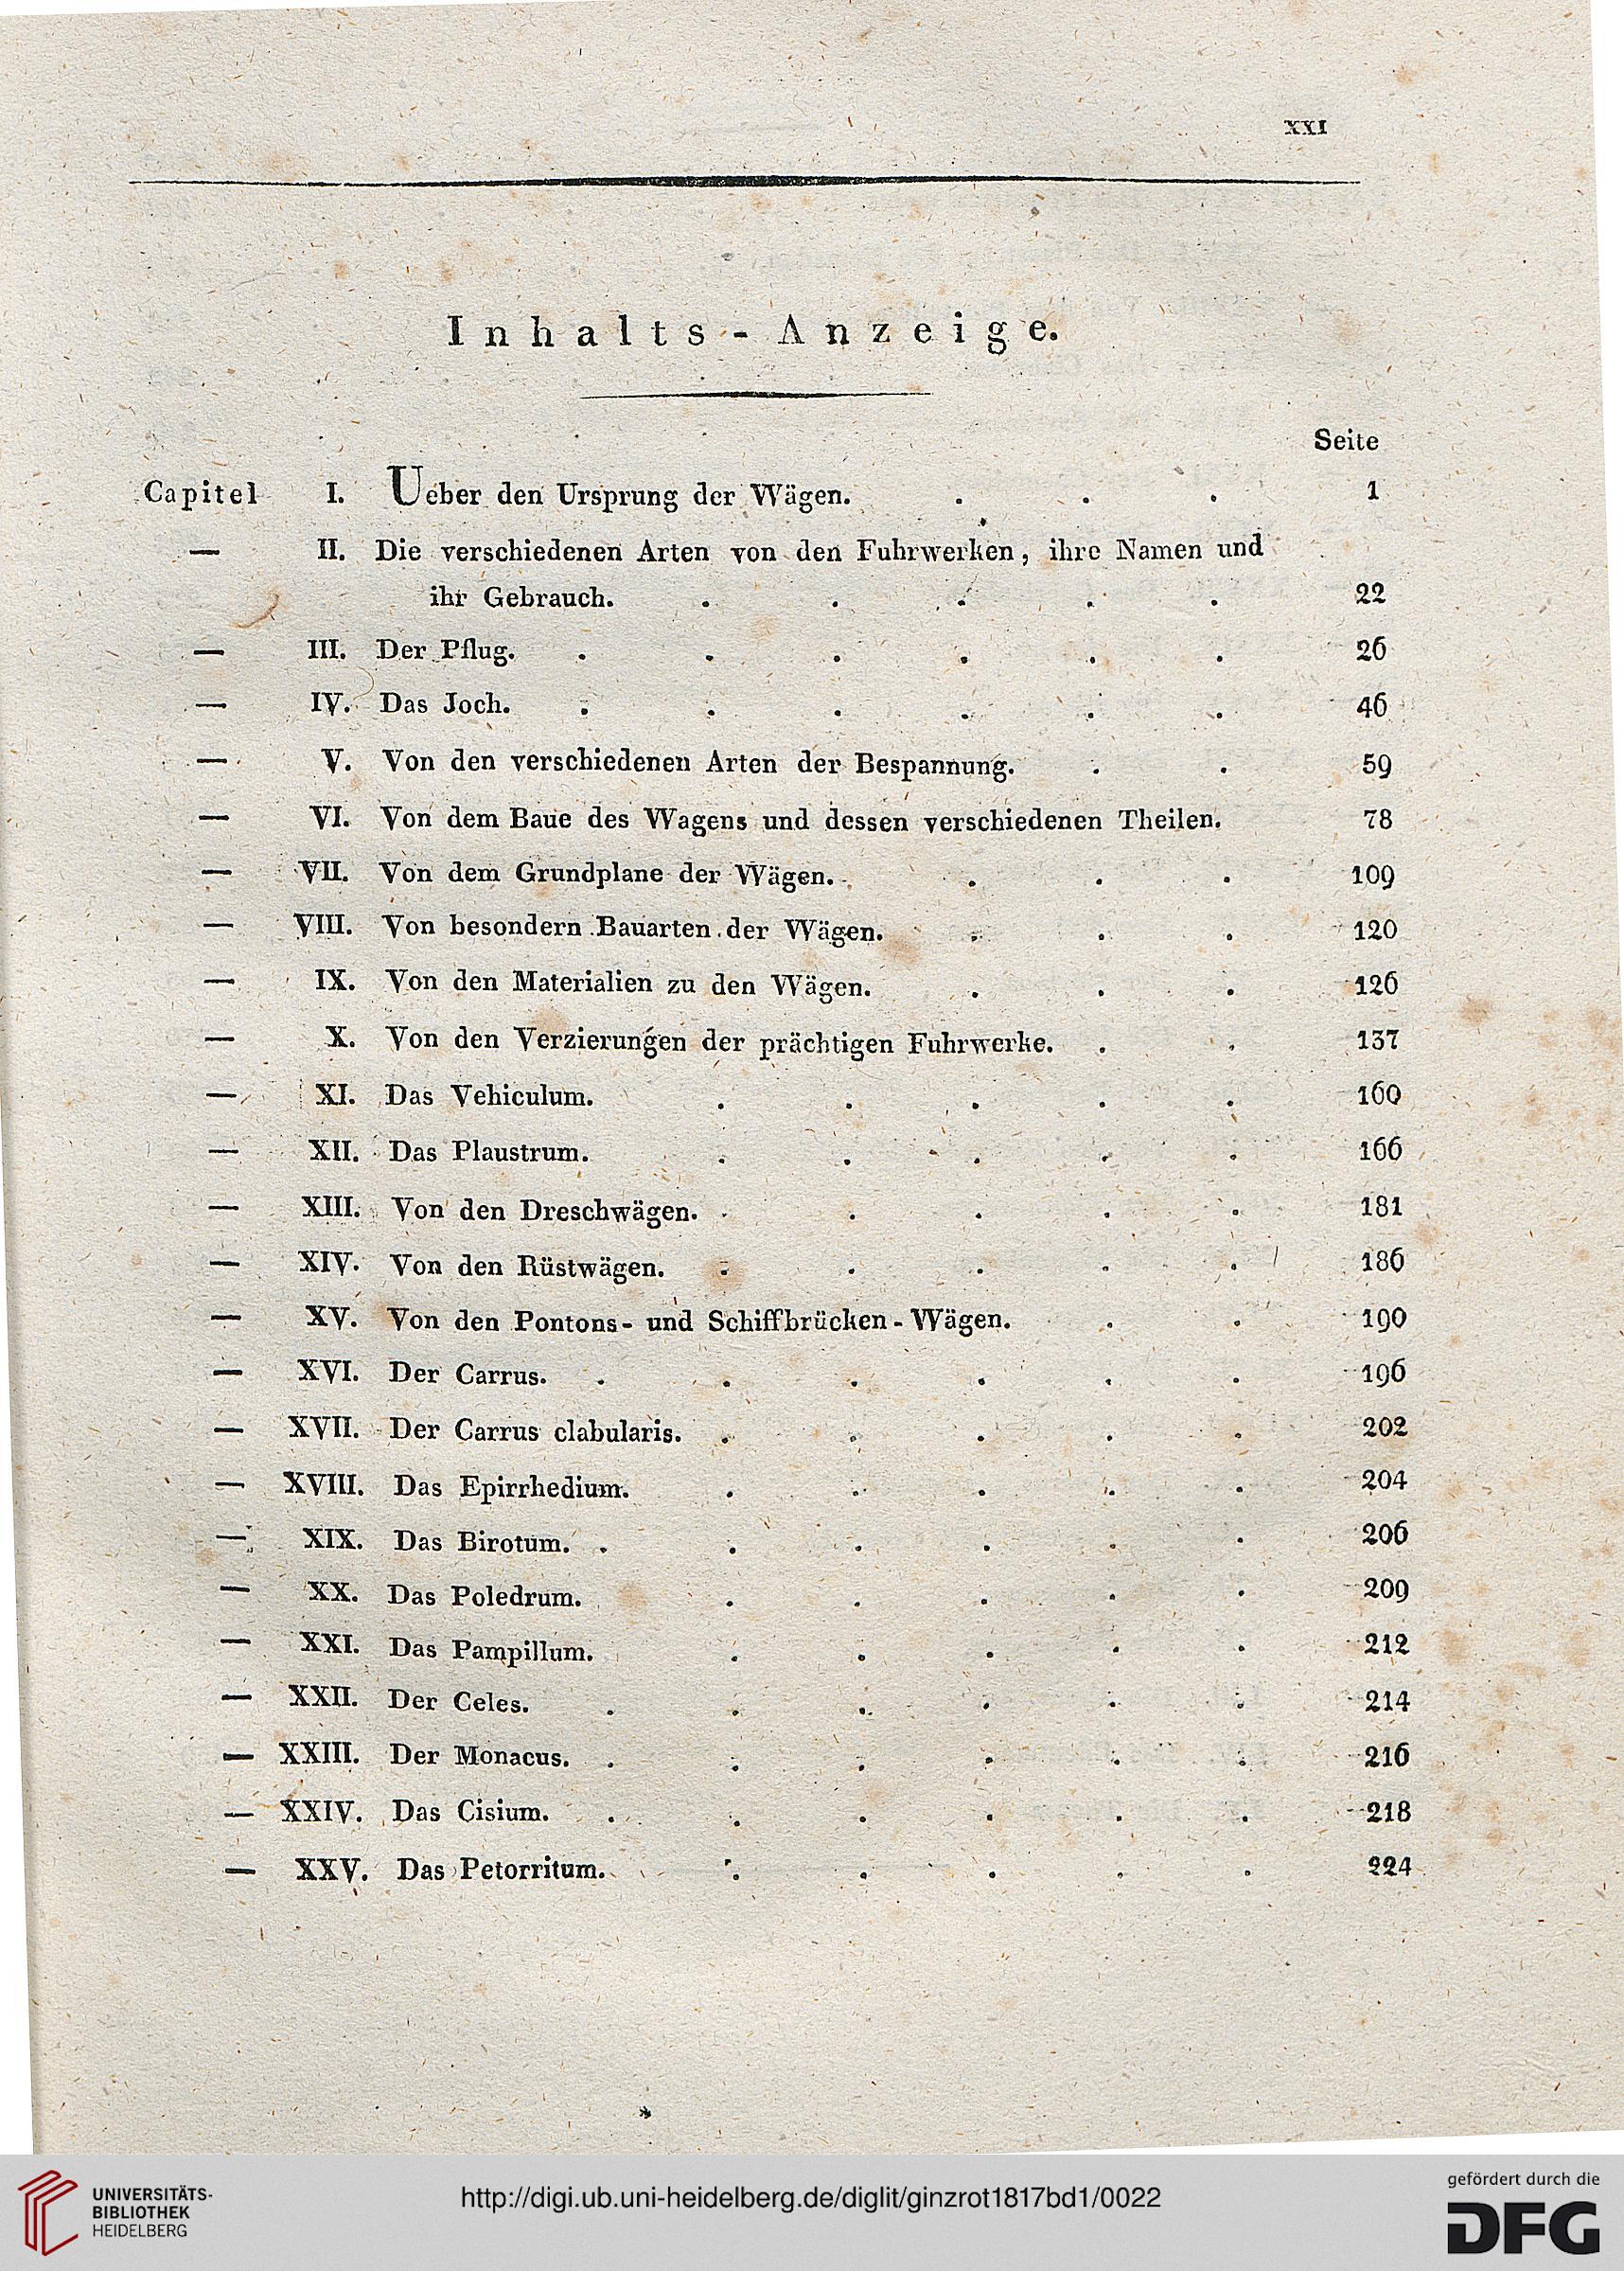 XXI
Inhalts-Anzeige.
Seite
Capitel I. Ueber den Ursprung der Wägen. . . . 1
— II. Die verschiedenen Arten von den Fuhrwerken, ihre Namen und
ihr Gebrauch. . . . . . 22
— III. Der Pflug. . . . . . . 26
— IV. Das Joch. . . . . . . 46
— V. Von den verschiedenen Arten der Bespannung. . . 59
— VI. Von dem Baue des Wagens und dessen verschiedenen Theilen. 78
— VII. Von dem Grundplane der Wägen. . . . 109
— VIII. Von besondern Bauarten der Wägen. . . . 120
— IX. Von den Materialien zu den Wägen. . . . 126
— X. Von den Verzierungen der prächtigen Fuhrwerke. . . 137
— XI. Das Vehiculum. . . . . . 160
— XII. Das Plaustrum. . . . . . 166
— XIII. Von den Dreschwägen. . . . . . 181
— XIV. Von den Rüstwägen. . . . . . 186
— XV. Von den Pontons- und Schiffbrücken-Wägen. . . 190
— XVI. Der Carrus. . . . . . . 196
— XVII. Der Carrus clabularis. . . . . . 202
— XVIII. Das Epirrhedium. . . . . . 204
— XIX. Das Birotum. . . . . . . 206
— XX. Das Poledrum. . . . . . 209
— XXI. Das Pampillum. . . . . . 212
— XXII. Der Celes. . . . . . . 214
— XXIII. Der Monacus. . . . . . . 216
— XXIV. Das Cisium. . . . . . . 218
— XXV. Das Petorritum. . . . . . 224
*
UNIVERSITÄTS-
BIBLIOTHEK
HEIDELBERG
http://digi.ub.uni-heidelberg.de/diglit/ginzrot1817bd1/0022
gefördert durch die
DFG